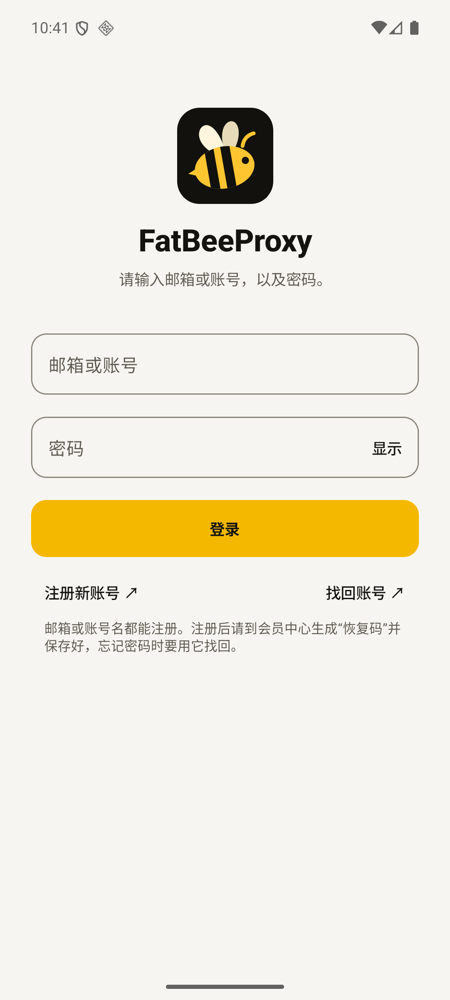 10:41
FatBeeProxy
请输入邮箱或账号，以及密码。
邮箱或账号
密码 显示
登录
注册新账号 ↗ 找回账号 ↗
邮箱或账号名都能注册。注册后请到会员中心生成“恢复码”并
保存好，忘记密码时要用它找回。